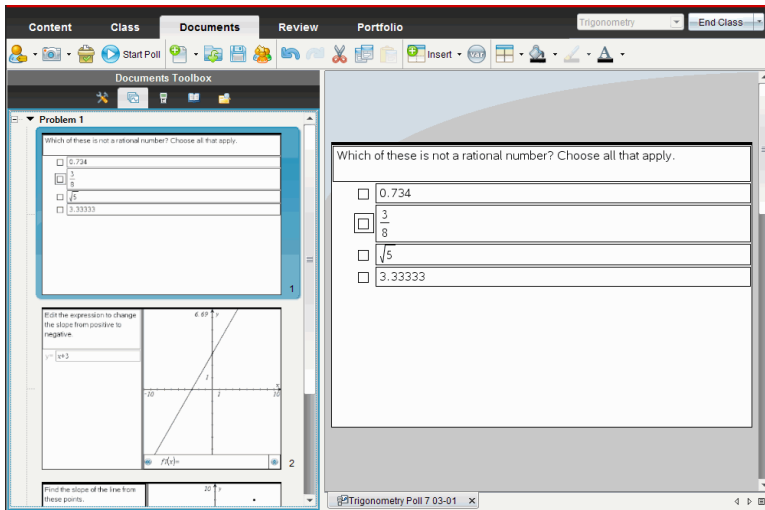 Content Class Documents Review Portfolio Trigonometry End Class
Start Poll Insert var A
Documents Toolbox
Problem 1
Which of these is not a rational number? Choose all that apply.
0.734
3
8
√5
3.33333
1
Edit the expression to change
the slope from positive to
negative.
y= x+3
6.69 y
1
x
-10 1 10
f1(x)=
2
Find the slope of the line from
these points.
10 y
Which of these is not a rational number? Choose all that apply.
0.734
3
8
√5
3.33333
Trigonometry Poll 7 03-01